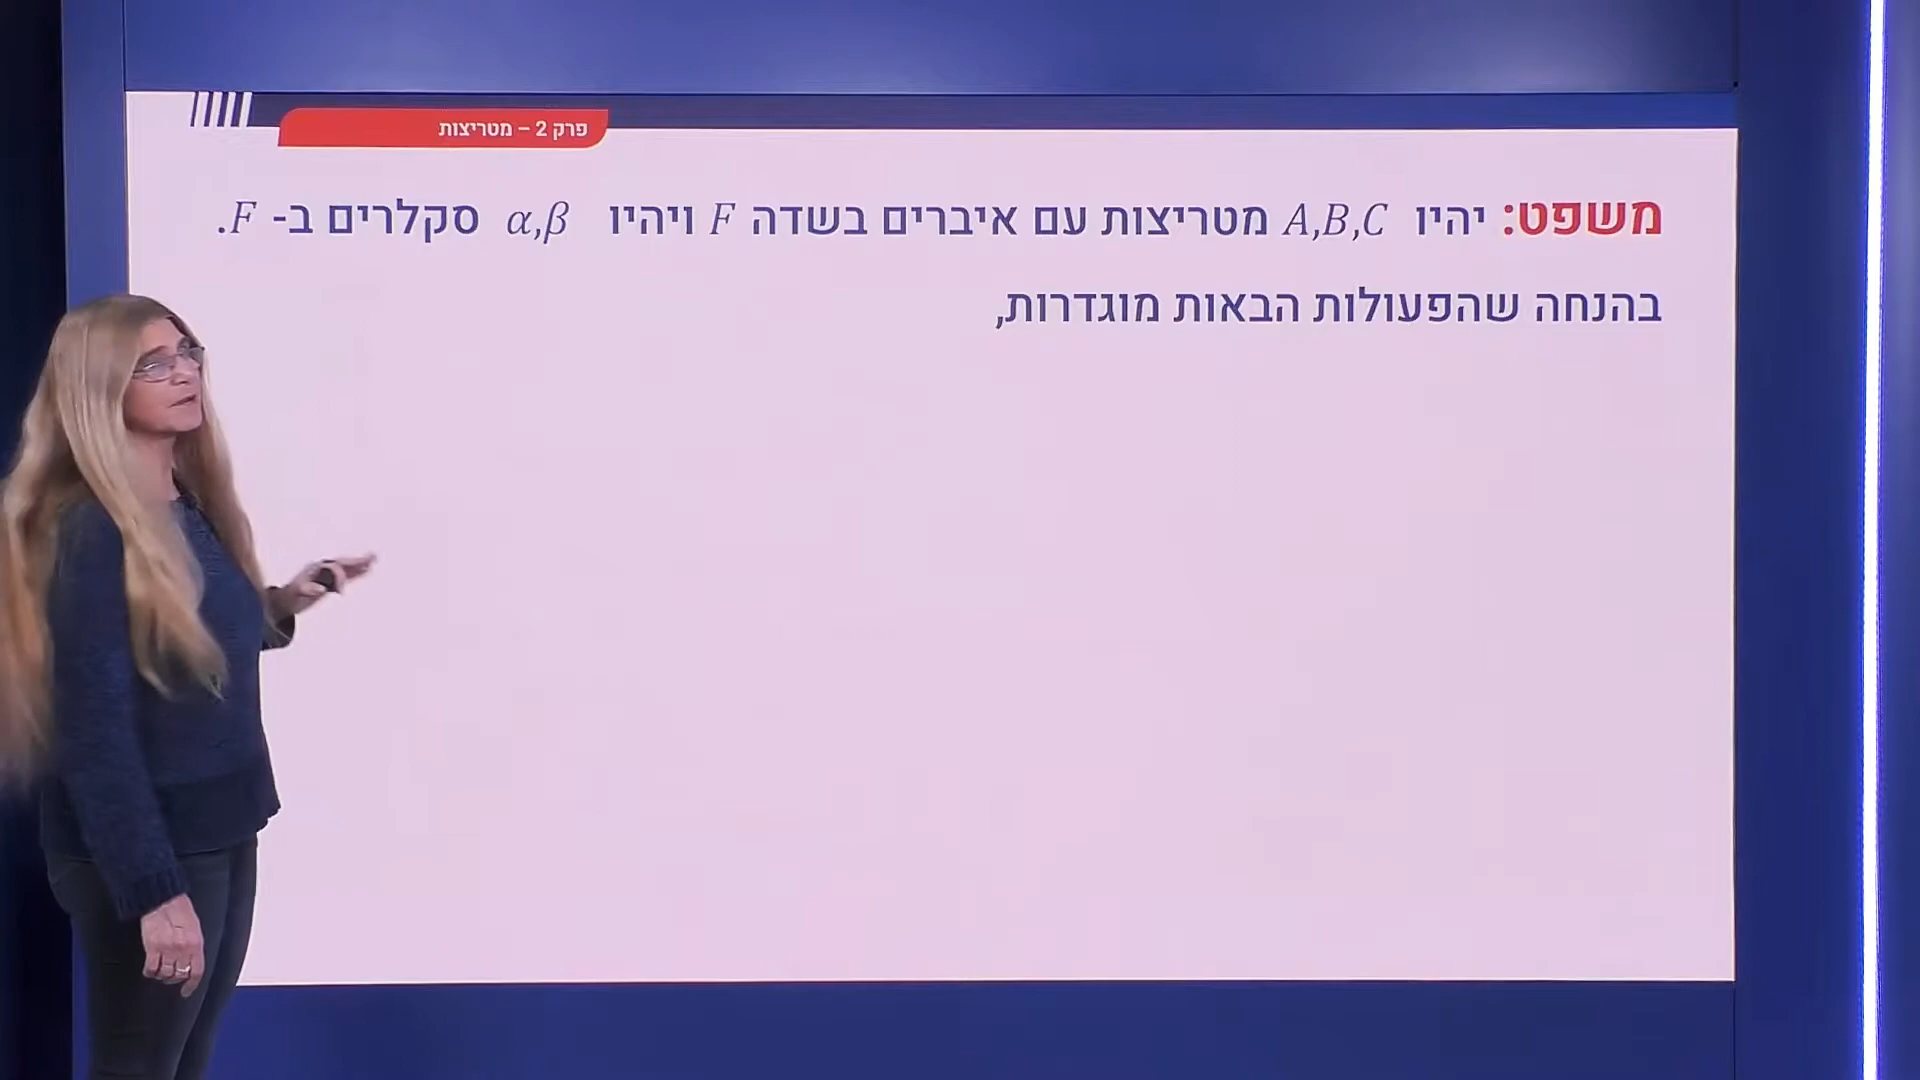 פרק 2 – מטריצות
משפט: יהיו A,B,C מטריצות עם איברים בשדה F ויהיו α,β סקלרים ב- F.
בהנחה שהפעולות הבאות מוגדרות,